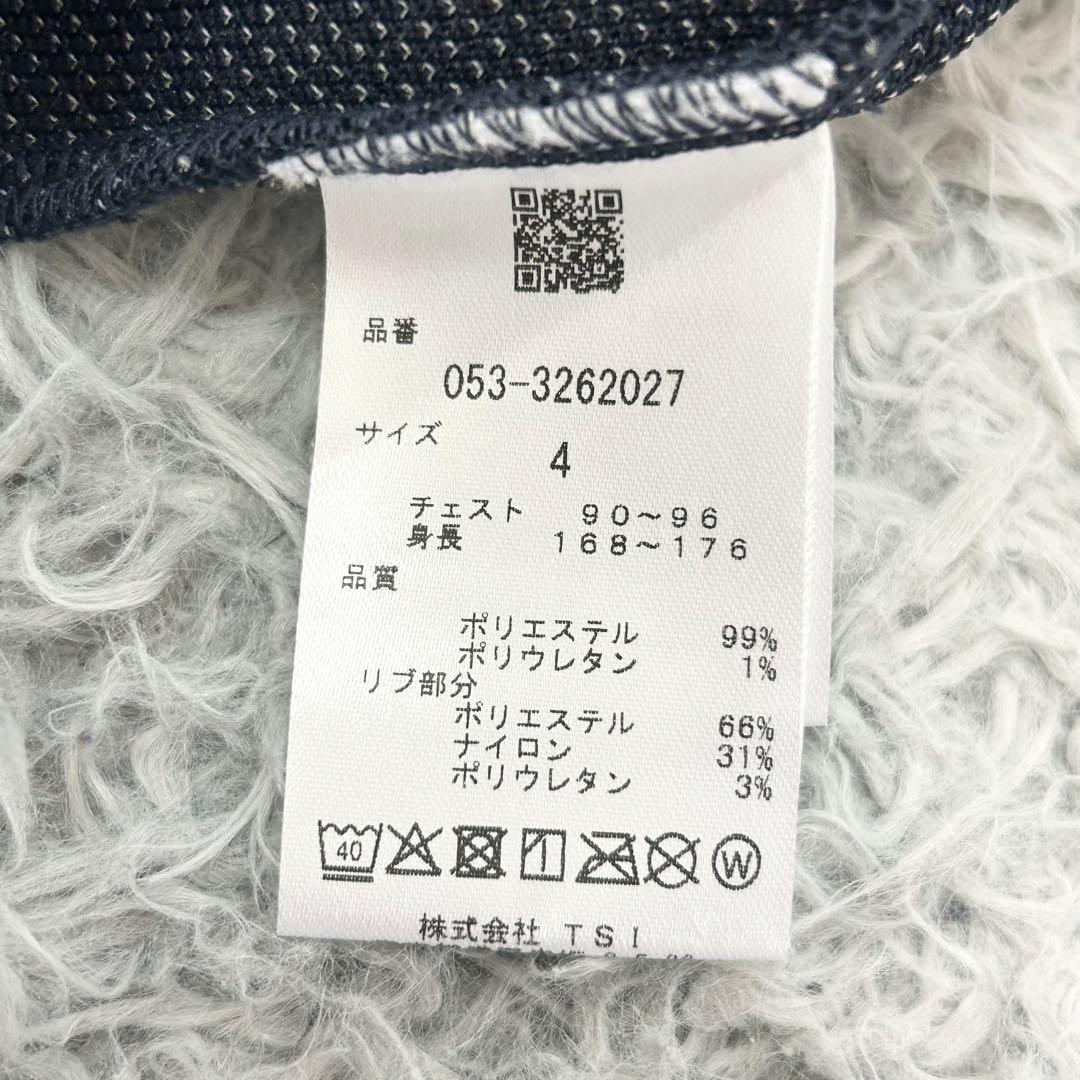 品番
053-3262027
サイズ
4
チェスト 90~96
身長 168~176
品質
ポリエステル 99%
ポリウレタン 1%
リブ部分
ポリエステル 66%
ナイロン 31%
ポリウレタン 3%
40
W
株式会社 TSI